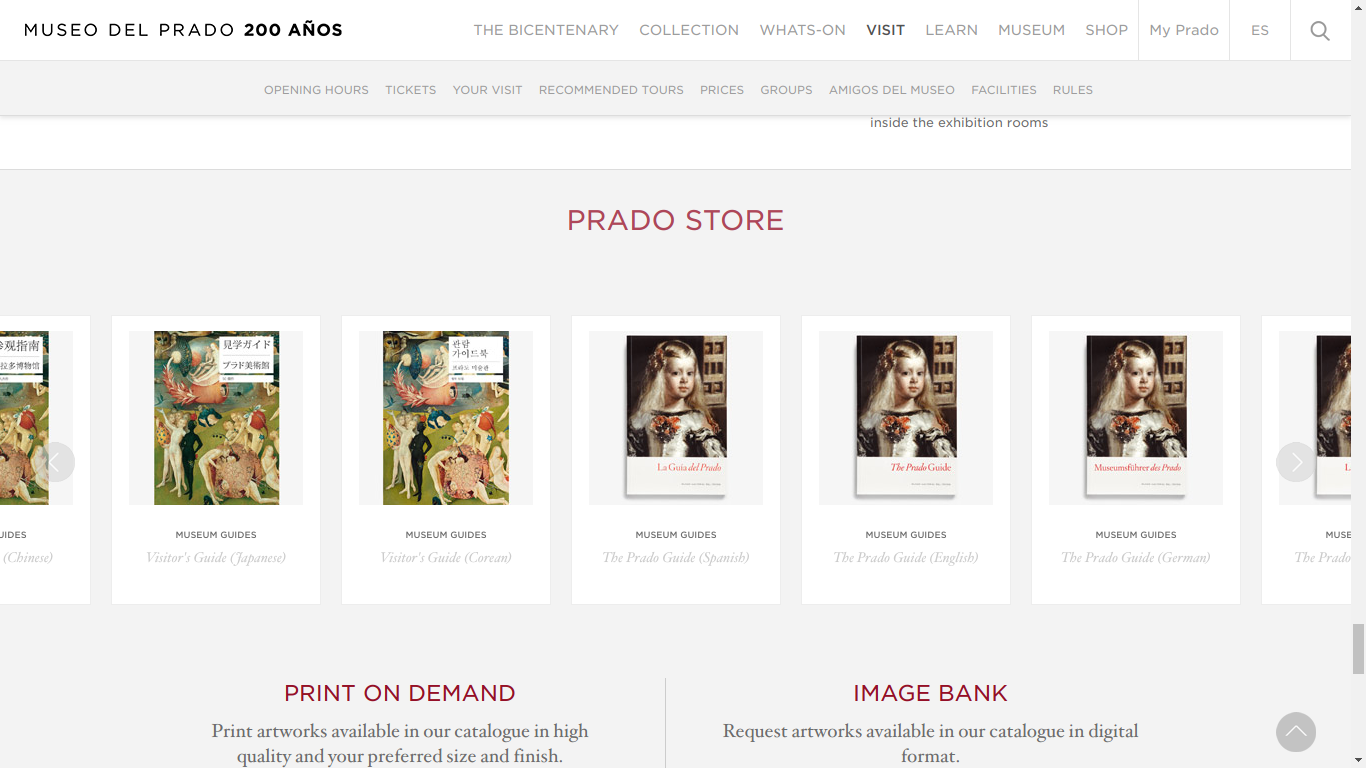 MUSEO DEL PRADO 200 AÑOS
THE BICENTENARY COLLECTION WHATS-ON VISIT LEARN MUSEUM SHOP My Prado ES
OPENING HOURS TICKETS YOUR VISIT RECOMMENDED TOURS PRICES GROUPS AMIGOS DEL MUSEO FACILITIES RULES
inside the exhibition rooms
PRADO STORE
参观指南
拉多博物馆
見学ガイド
プラド美術館
관람
가이드북
프라도 미술관
La Guía del Prado
The Prado Guide
Museumsführer des Prado
MUSEUM GUIDES
(Chinese)
Visitor's Guide (Japanese)
MUSEUM GUIDES
Visitor's Guide (Corean)
MUSEUM GUIDES
The Prado Guide (Spanish)
MUSEUM GUIDES
The Prado Guide (English)
MUSEUM GUIDES
The Prado Guide (German)
The Prado
PRINT ON DEMAND
Print artworks available in our catalogue in high
quality and your preferred size and finish.
IMAGE BANK
Request artworks available in our catalogue in digital
format.